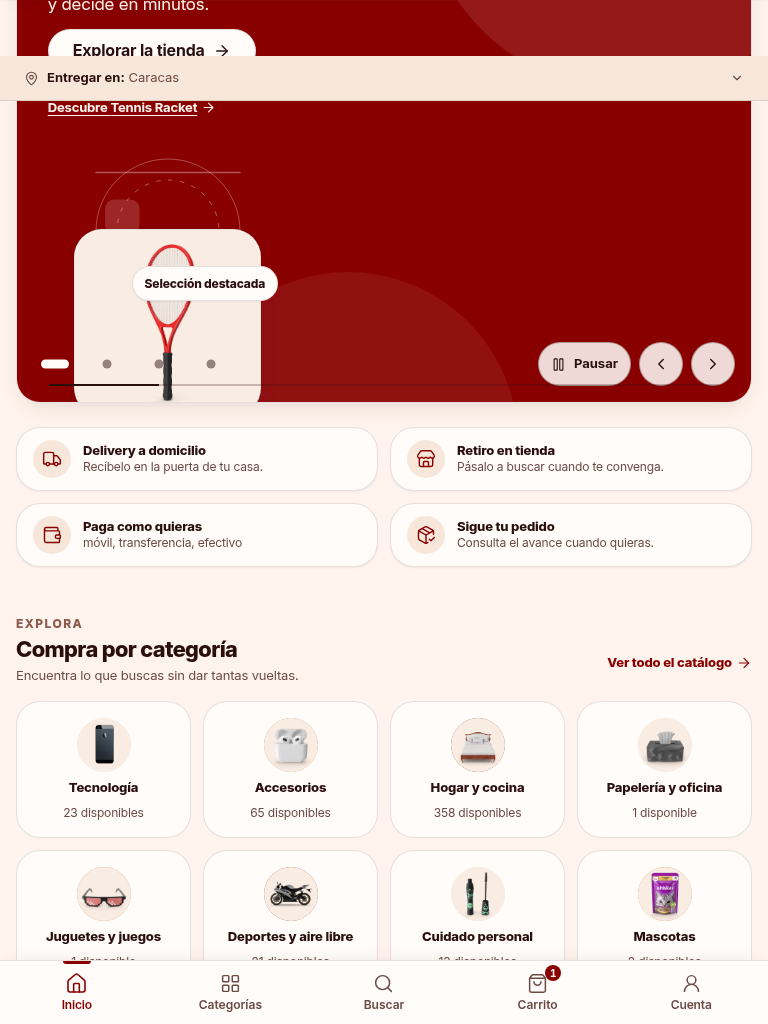 y decide en minutos.
Explorar la tienda
Entregar en: Caracas
Descubre Tennis Racket
Selección destacada
Pausar
Delivery a domicilio
Recíbelo en la puerta de tu casa.
Retiro en tienda
Pásalo a buscar cuando te convenga.
Paga como quieras
móvil, transferencia, efectivo
Sigue tu pedido
Consulta el avance cuando quieras.
EXPLORA
Compra por categoría
Encuentra lo que buscas sin dar tantas vueltas.
Ver todo el catálogo
Tecnología
23 disponibles
Accesorios
65 disponibles
Hogar y cocina
358 disponibles
Papelería y oficina
1 disponible
Juguetes y juegos
1 disponible
Deportes y aire libre
Cuidado personal
Mascotas
Inicio
Categorías
Buscar
1
Carrito
Cuenta